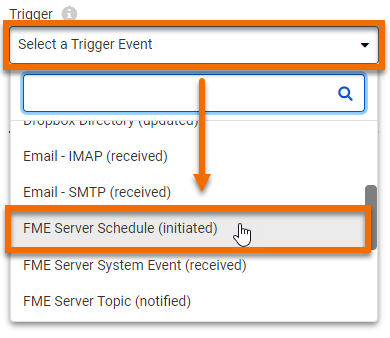 Trigger
Select a Trigger Event
Dropbox Directory (updated)
Email - IMAP (received)
Email - SMTP (received)
FME Server Schedule (initiated)
FME Server System Event (received)
FME Server Topic (notified)